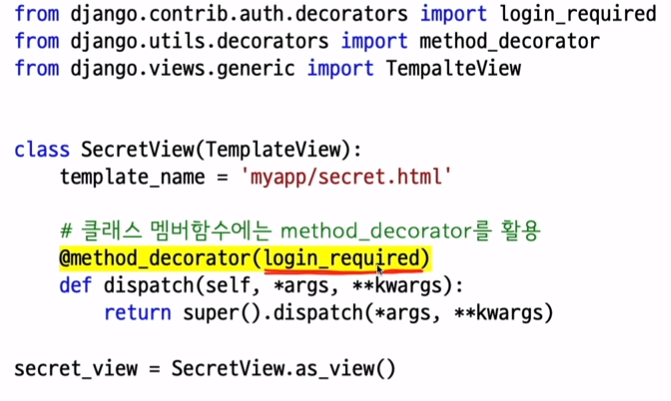 from django.contrib.auth.decorators import login_required
from django.utils.decorators import method_decorator
from django.views.generic import TempalteView
class SecretView(TemplateView):
template_name = 'myapp/secret.html'
# 클래스 멤버함수에는 method_decorator를 활용
@method_decorator(login_required)
def dispatch(self, *args, **kwargs):
return super().dispatch(*args, **kwargs)
secret_view = SecretView.as_view()